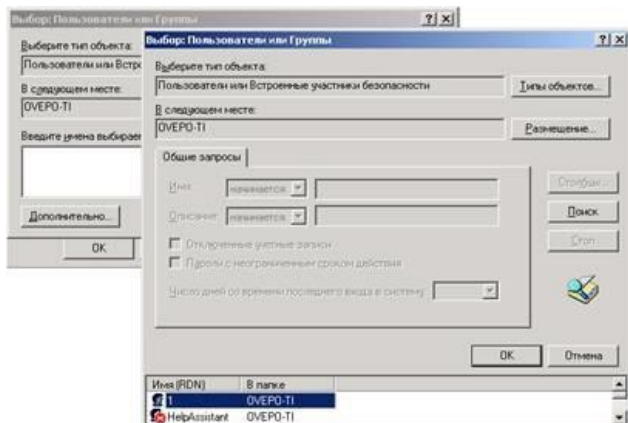 Выбор: Пользователи или Группы
Выберите тип объекта:
Пользователи или Встро
В следующем месте:
OVEPO-TI
Введите имена выбирает
Дополнительно...
OK
Выбор: Пользователи или Группы
Выберите тип объекта:
Пользователи или Встроенные участники безопасности
Типы объектов...
В следующем месте:
OVEPO-TI
Размещение...
Общие запросы
Имя: начинается
Столбцы...
Описание: начинается
Поиск
Отключенные учетные записи
Стоп
Пароли с неограниченным сроком действия
Число дней со времени последнего входа в систему:
OK
Отмена
Имя (RDN) В папке
1 OVEPO-TI
HelpAssistant OVEPO-TI